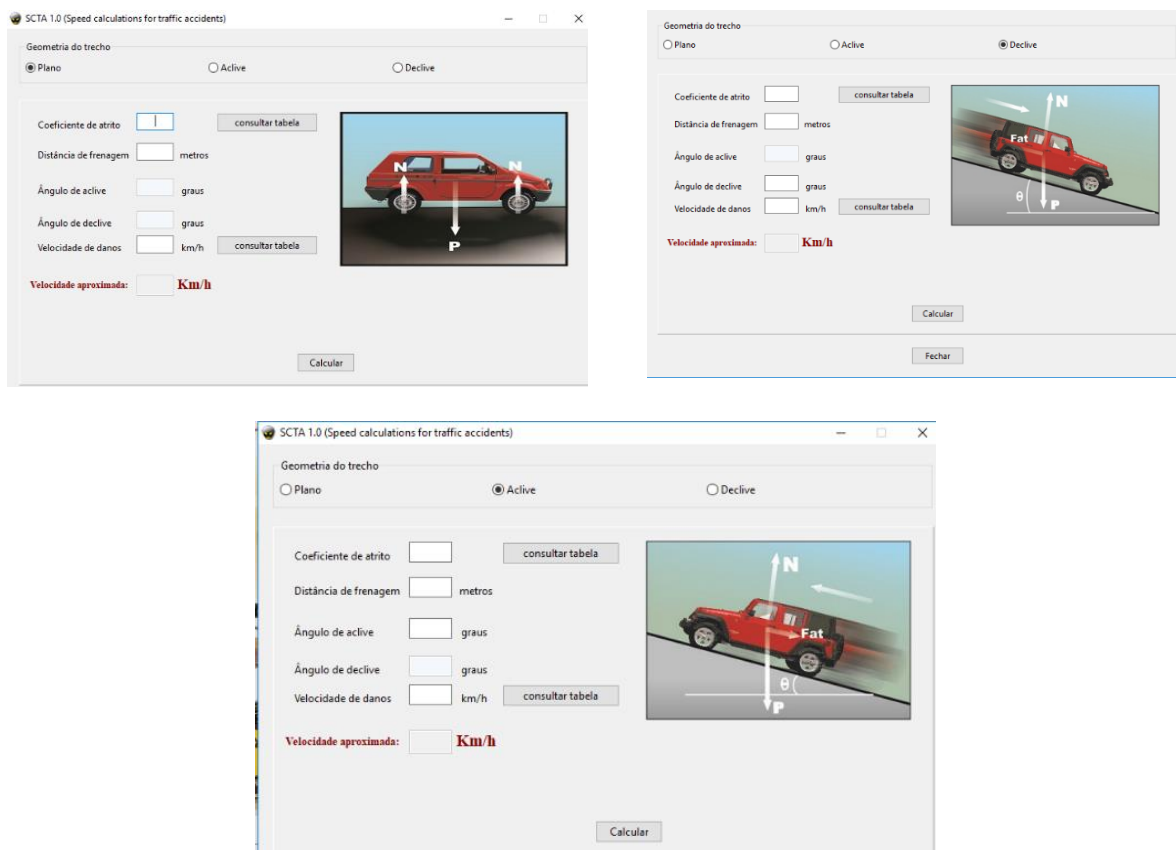 SCTA 1.0 (Speed calculations for traffic accidents)
Geometria do trecho
Plano Aclive Declive
Coeficiente de atrito consultar tabela
Distância de frenagem metros
Ângulo de aclive graus
Ângulo de declive graus
Velocidade de danos km/h consultar tabela
Velocidade aproximada: Km/h
N N
P
Calcular
Geometria do trecho
Plano Aclive Declive
Coeficiente de atrito consultar tabela
Distância de frenagem metros
Ângulo de aclive graus
Ângulo de declive graus
Velocidade de danos km/h consultar tabela
Velocidade aproximada: Km/h
N
Fat
θ
P
Calcular
Fechar
SCTA 1.0 (Speed calculations for traffic accidents)
Geometria do trecho
Plano Aclive Declive
Coeficiente de atrito consultar tabela
Distância de frenagem metros
Ângulo de aclive graus
Ângulo de declive graus
Velocidade de danos km/h consultar tabela
Velocidade aproximada: Km/h
N
Fat
θ
P
Calcular